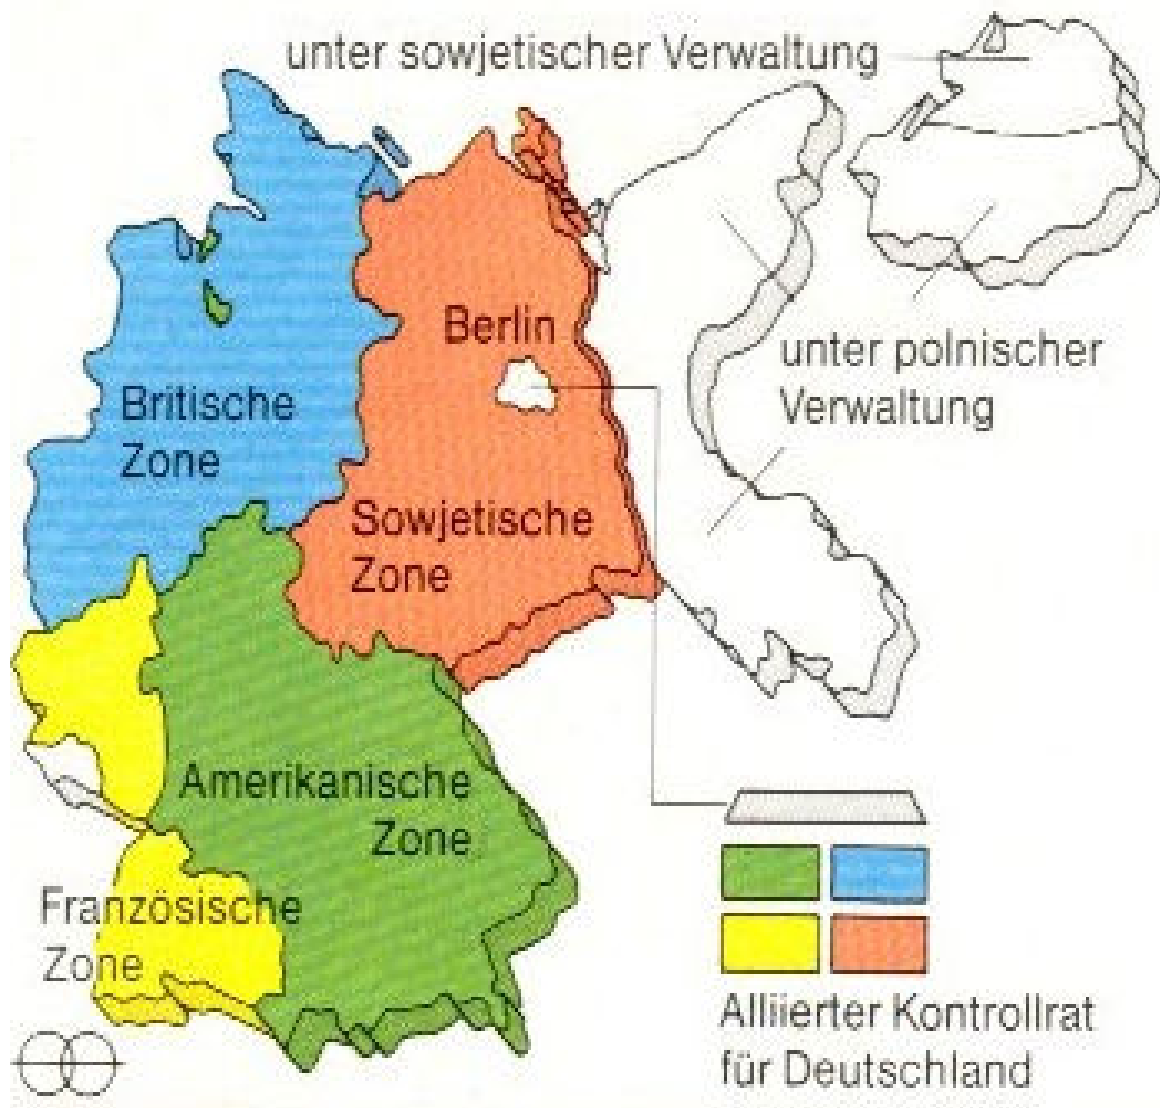 unter sowjetischer Verwaltung
Berlin
unter polnischer
Verwaltung
Britische
Zone
Sowjetische
Zone
Amerikanische
Zone
Französische
Zone
Alliierter Kontrollrat
für Deutschland